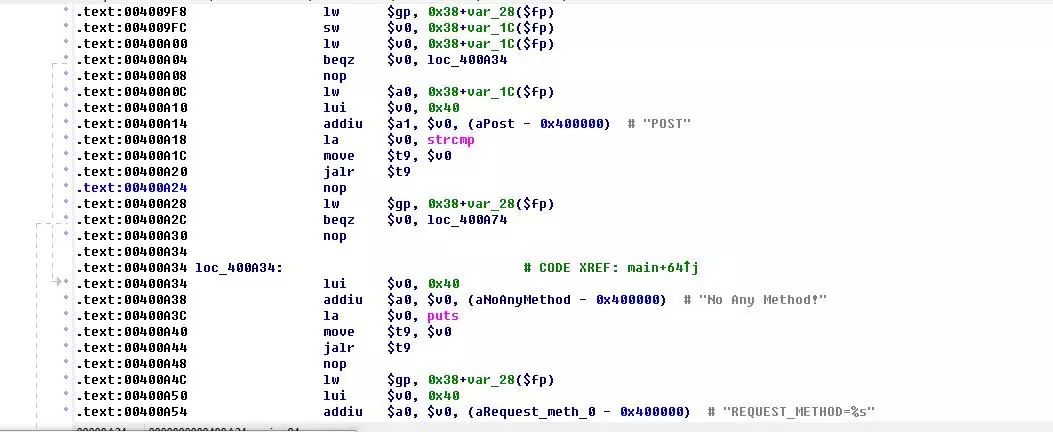 .text:004009F8 lw $gp, 0x38+var_28($fp)
.text:004009FC sw $v0, 0x38+var_1C($fp)
.text:00400A00 lw $v0, 0x38+var_1C($fp)
.text:00400A04 beqz $v0, loc_400A34
.text:00400A08 nop
.text:00400A0C lw $a0, 0x38+var_1C($fp)
.text:00400A10 lui $v0, 0x40
.text:00400A14 addiu $a1, $v0, (aPost - 0x400000) # "POST"
.text:00400A18 la $v0, strcmp
.text:00400A1C move $t9, $v0
.text:00400A20 jalr $t9
.text:00400A24 nop
.text:00400A28 lw $gp, 0x38+var_28($fp)
.text:00400A2C beqz $v0, loc_400A74
.text:00400A30 nop
.text:00400A34
.text:00400A34 loc_400A34: # CODE XREF: main+64↑j
.text:00400A34 lui $v0, 0x40
.text:00400A38 addiu $a0, $v0, (aNoAnyMethod - 0x400000) # "No Any Method!"
.text:00400A3C la $v0, puts
.text:00400A40 move $t9, $v0
.text:00400A44 jalr $t9
.text:00400A48 nop
.text:00400A4C lw $gp, 0x38+var_28($fp)
.text:00400A50 lui $v0, 0x40
.text:00400A54 addiu $a0, $v0, (aRequest_meth_0 - 0x400000) # "REQUEST_METHOD=%s"